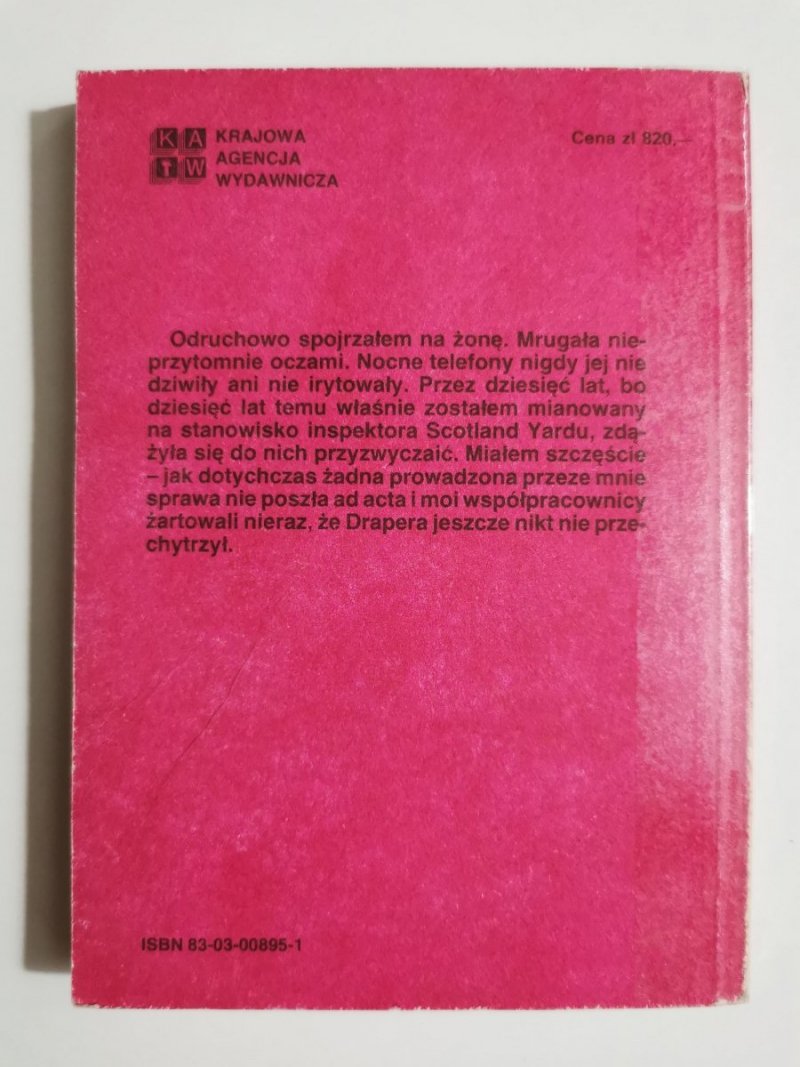 KA
TW
KRAJOWA
AGENCJA
WYDAWNICZA
Cena zł 820,—
Odruchowo spojrzałem na żonę. Mrugała nie-
przytomnie oczami. Nocne telefony nigdy jej nie
dziwiły ani nie irytowały. Przez dziesięć lat, bo
dziesięć lat temu właśnie zostałem mianowany
na stanowisko inspektora Scotland Yardu, zdą-
żyła się do nich przyzwyczaić. Miałem szczęście
– jak dotychczas żadna prowadzona przeze mnie
sprawa nie poszła ad acta i moi współpracownicy
żartowali nieraz, że Drapera jeszcze nikt nie prze-
chytrzył.
ISBN 83-03-00895-1